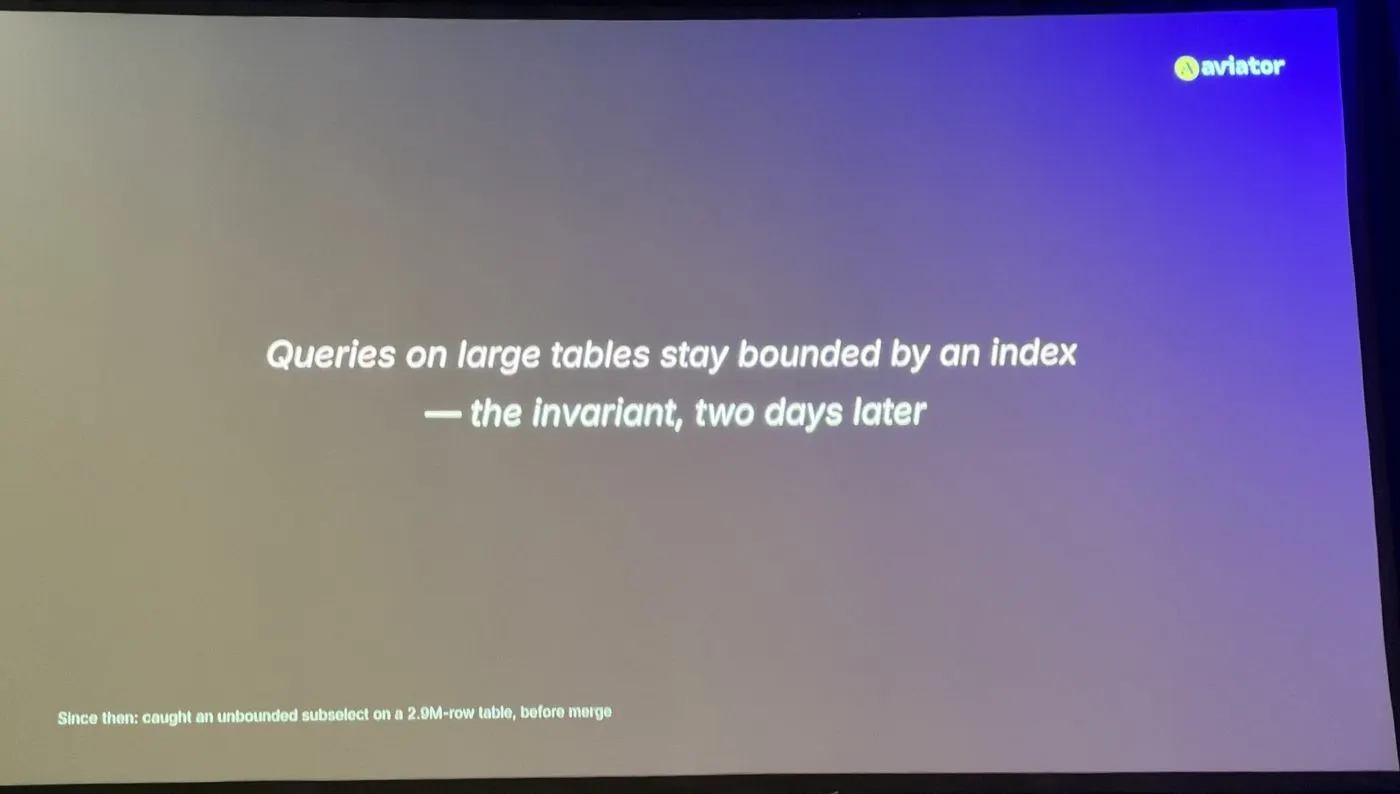 aviator
Queries on large tables stay bounded by an index
— the invariant, two days later
Since then: caught an unbounded subselect on a 2.9M-row table, before merge